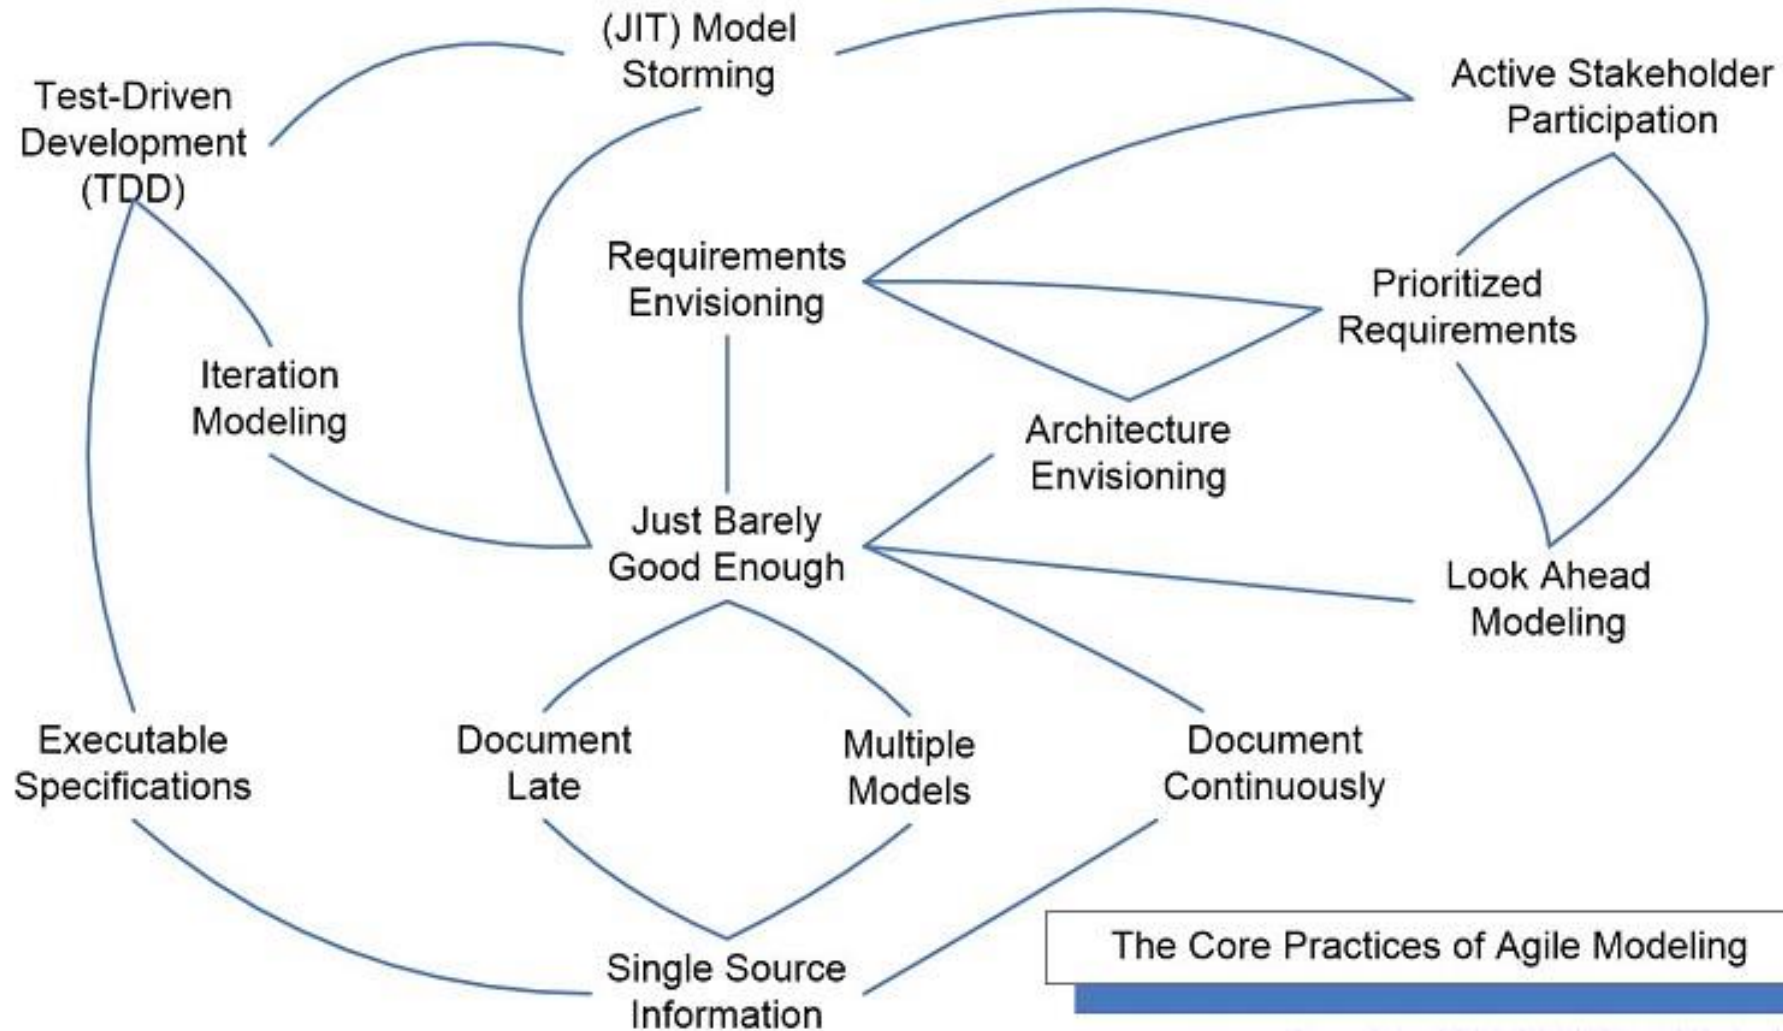 (JIT) Model
Storming
Test-Driven
Development
(TDD)
Active Stakeholder
Participation
Requirements
Envisioning
Prioritized
Requirements
Iteration
Modeling
Architecture
Envisioning
Just Barely
Good Enough
Look Ahead
Modeling
Executable
Specifications
Document
Late
Multiple
Models
Document
Continuously
The Core Practices of Agile Modeling
Single Source
Information